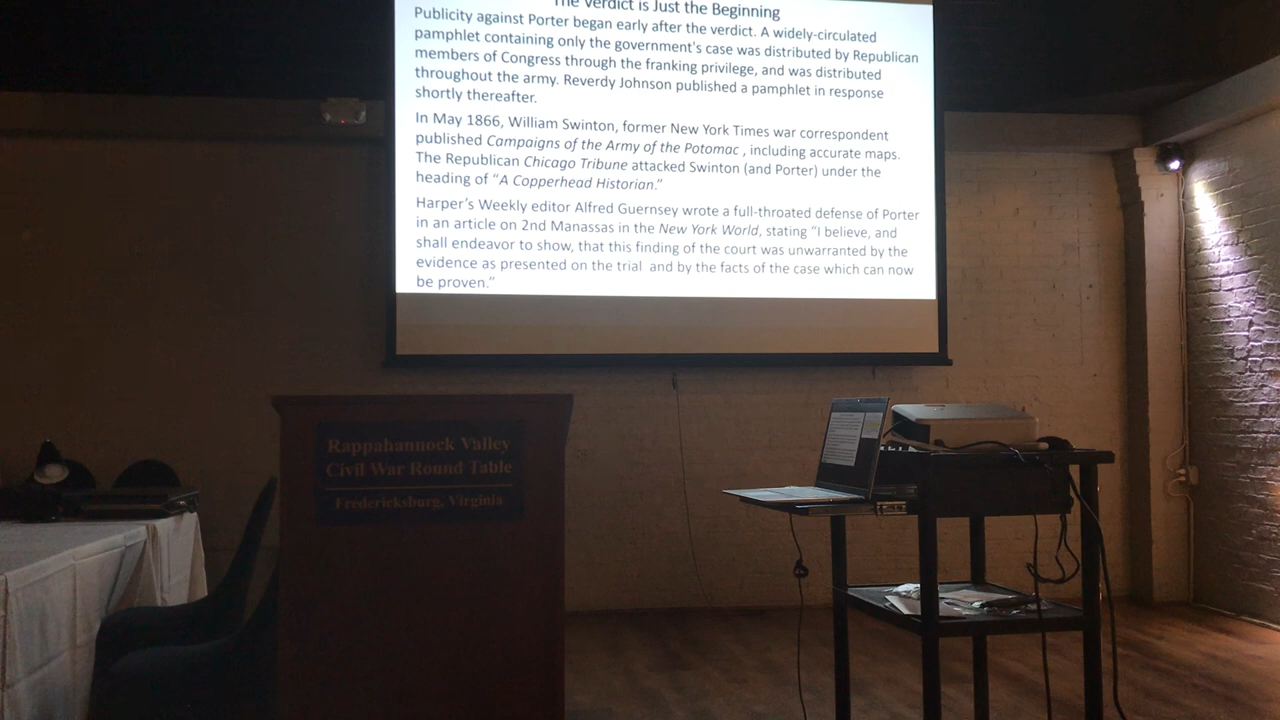 The Verdict is Just the Beginning
Publicity against Porter began early after the verdict. A widely-circulated
pamphlet containing only the government's case was distributed by Republican
members of Congress through the franking privilege, and was distributed
throughout the army. Reverdy Johnson published a pamphlet in response
shortly thereafter.
In May 1866, William Swinton, former New York Times war correspondent
published Campaigns of the Army of the Potomac , including accurate maps.
The Republican Chicago Tribune attacked Swinton (and Porter) under the
heading of “A Copperhead Historian.”
Harper’s Weekly editor Alfred Guernsey wrote a full-throated defense of Porter
in an article on 2nd Manassas in the New York World, stating “I believe, and
shall endeavor to show, that this finding of the court was unwarranted by the
evidence as presented on the trial and by the facts of the case which can now
be proven.”
Rappahannock Valley
Civil War Round Table
Fredericksburg, Virginia